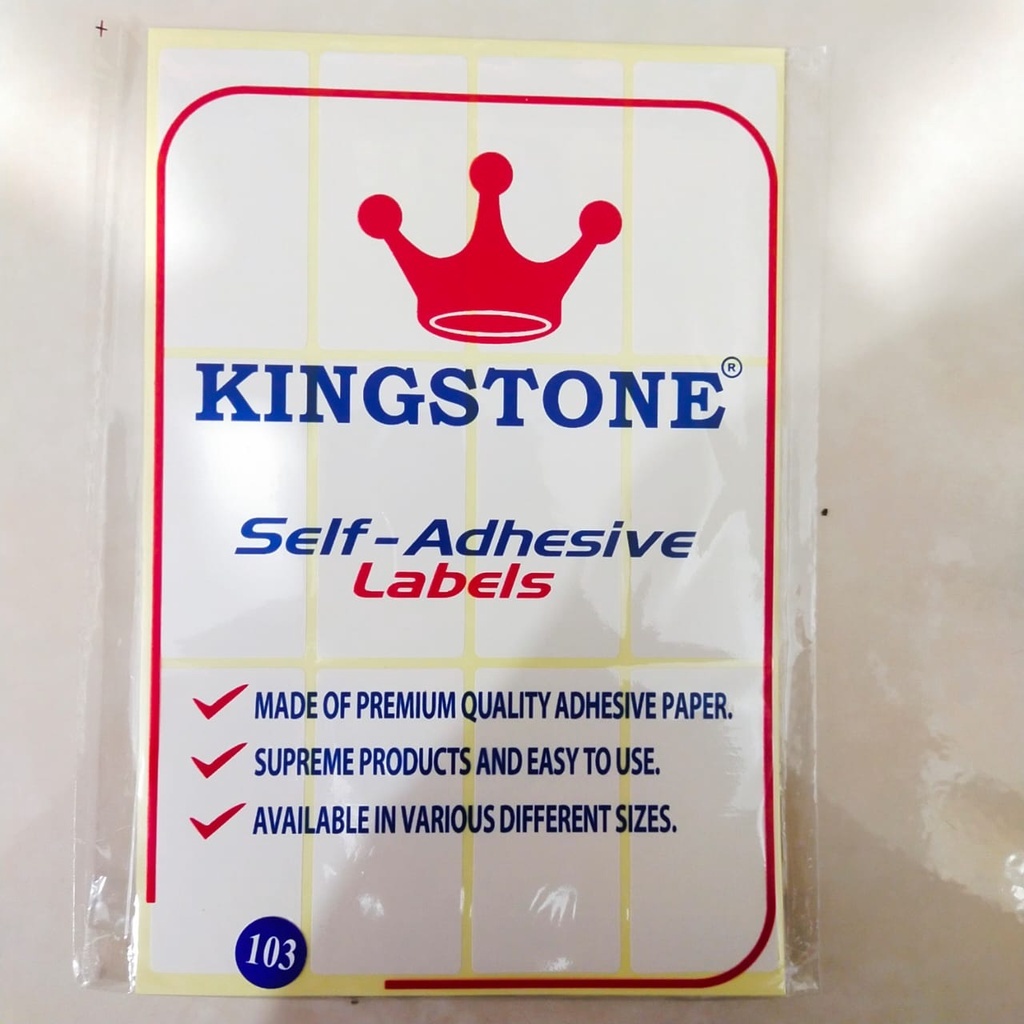 KINGSTONE®
Self-Adhesive
Labels
MADE OF PREMIUM QUALITY ADHESIVE PAPER.
SUPREME PRODUCTS AND EASY TO USE.
AVAILABLE IN VARIOUS DIFFERENT SIZES.
103